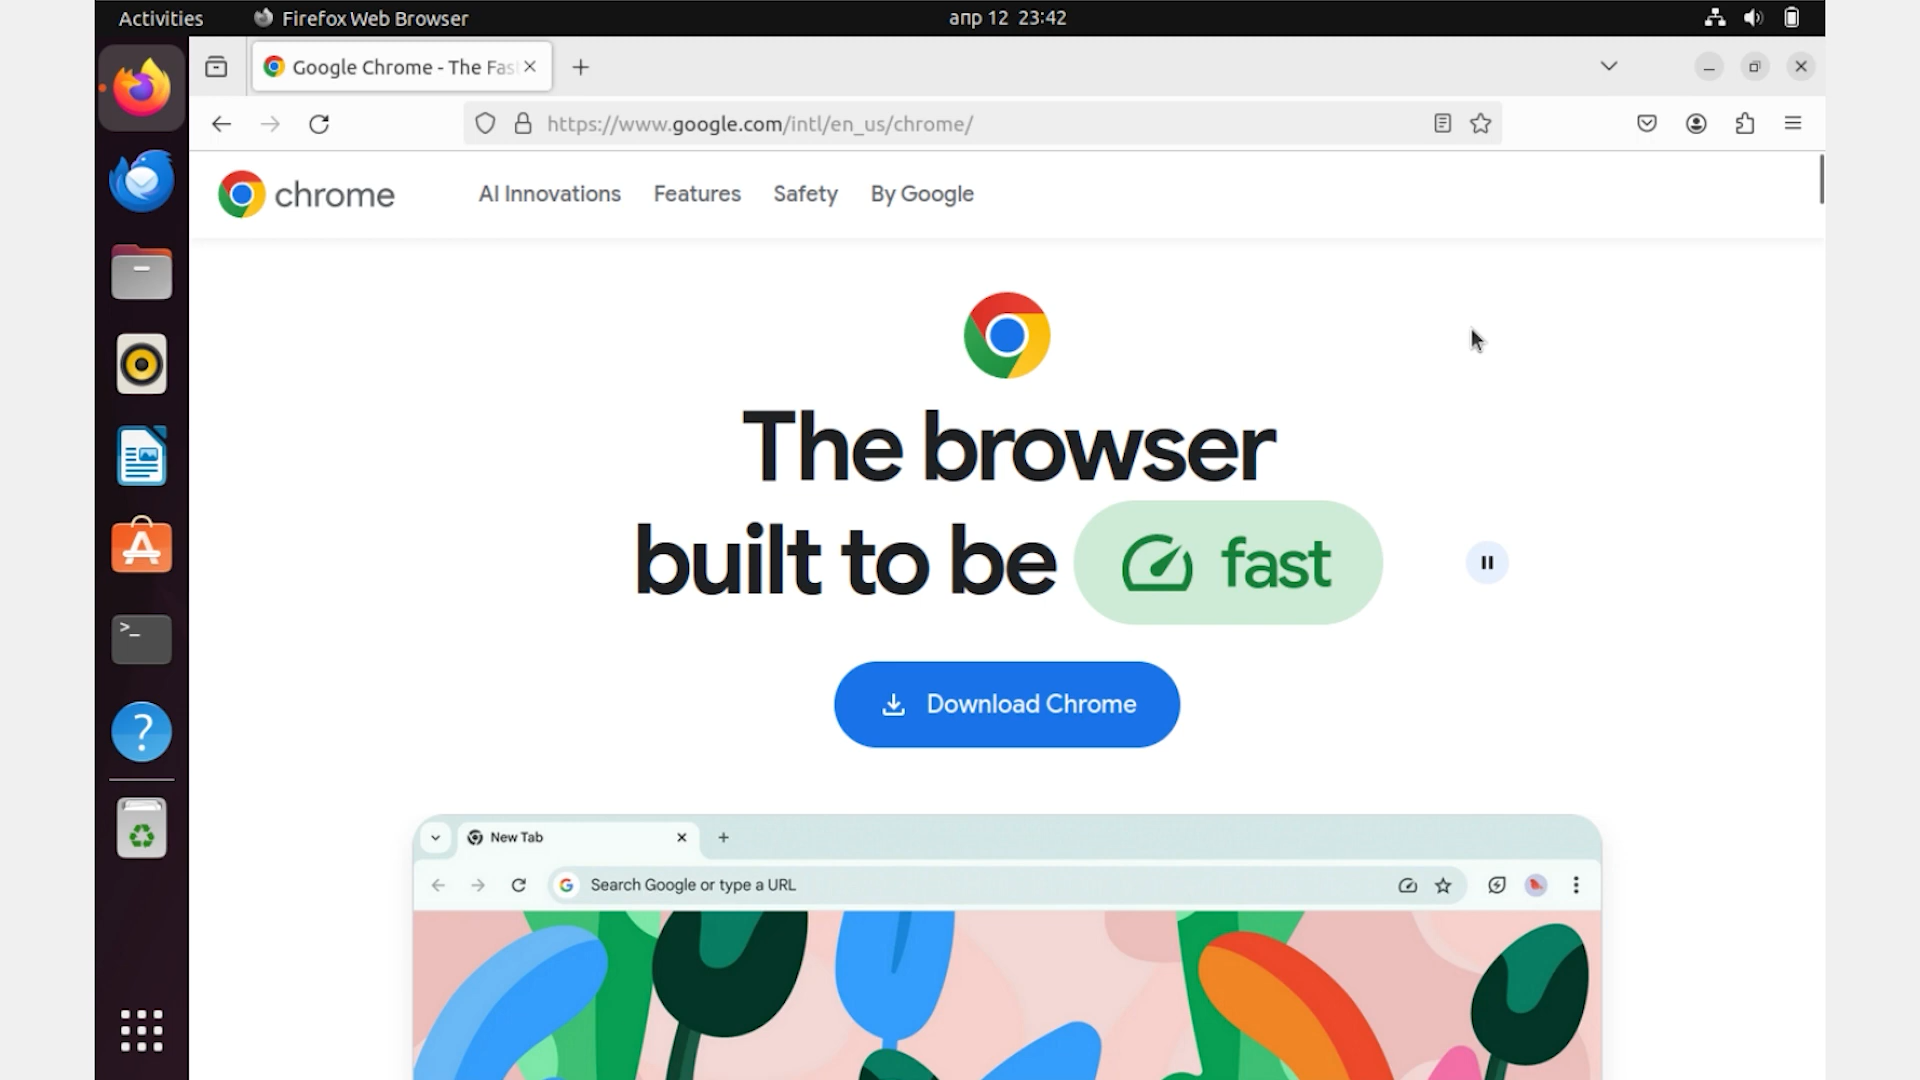 Activities Firefox Web Browser апр 12 23:42
Google Chrome - The Fas
https://www.google.com/intl/en_us/chrome/
chrome AI Innovations Features Safety By Google
The browser
built to be fast
Download Chrome
New Tab
Search Google or type a URL